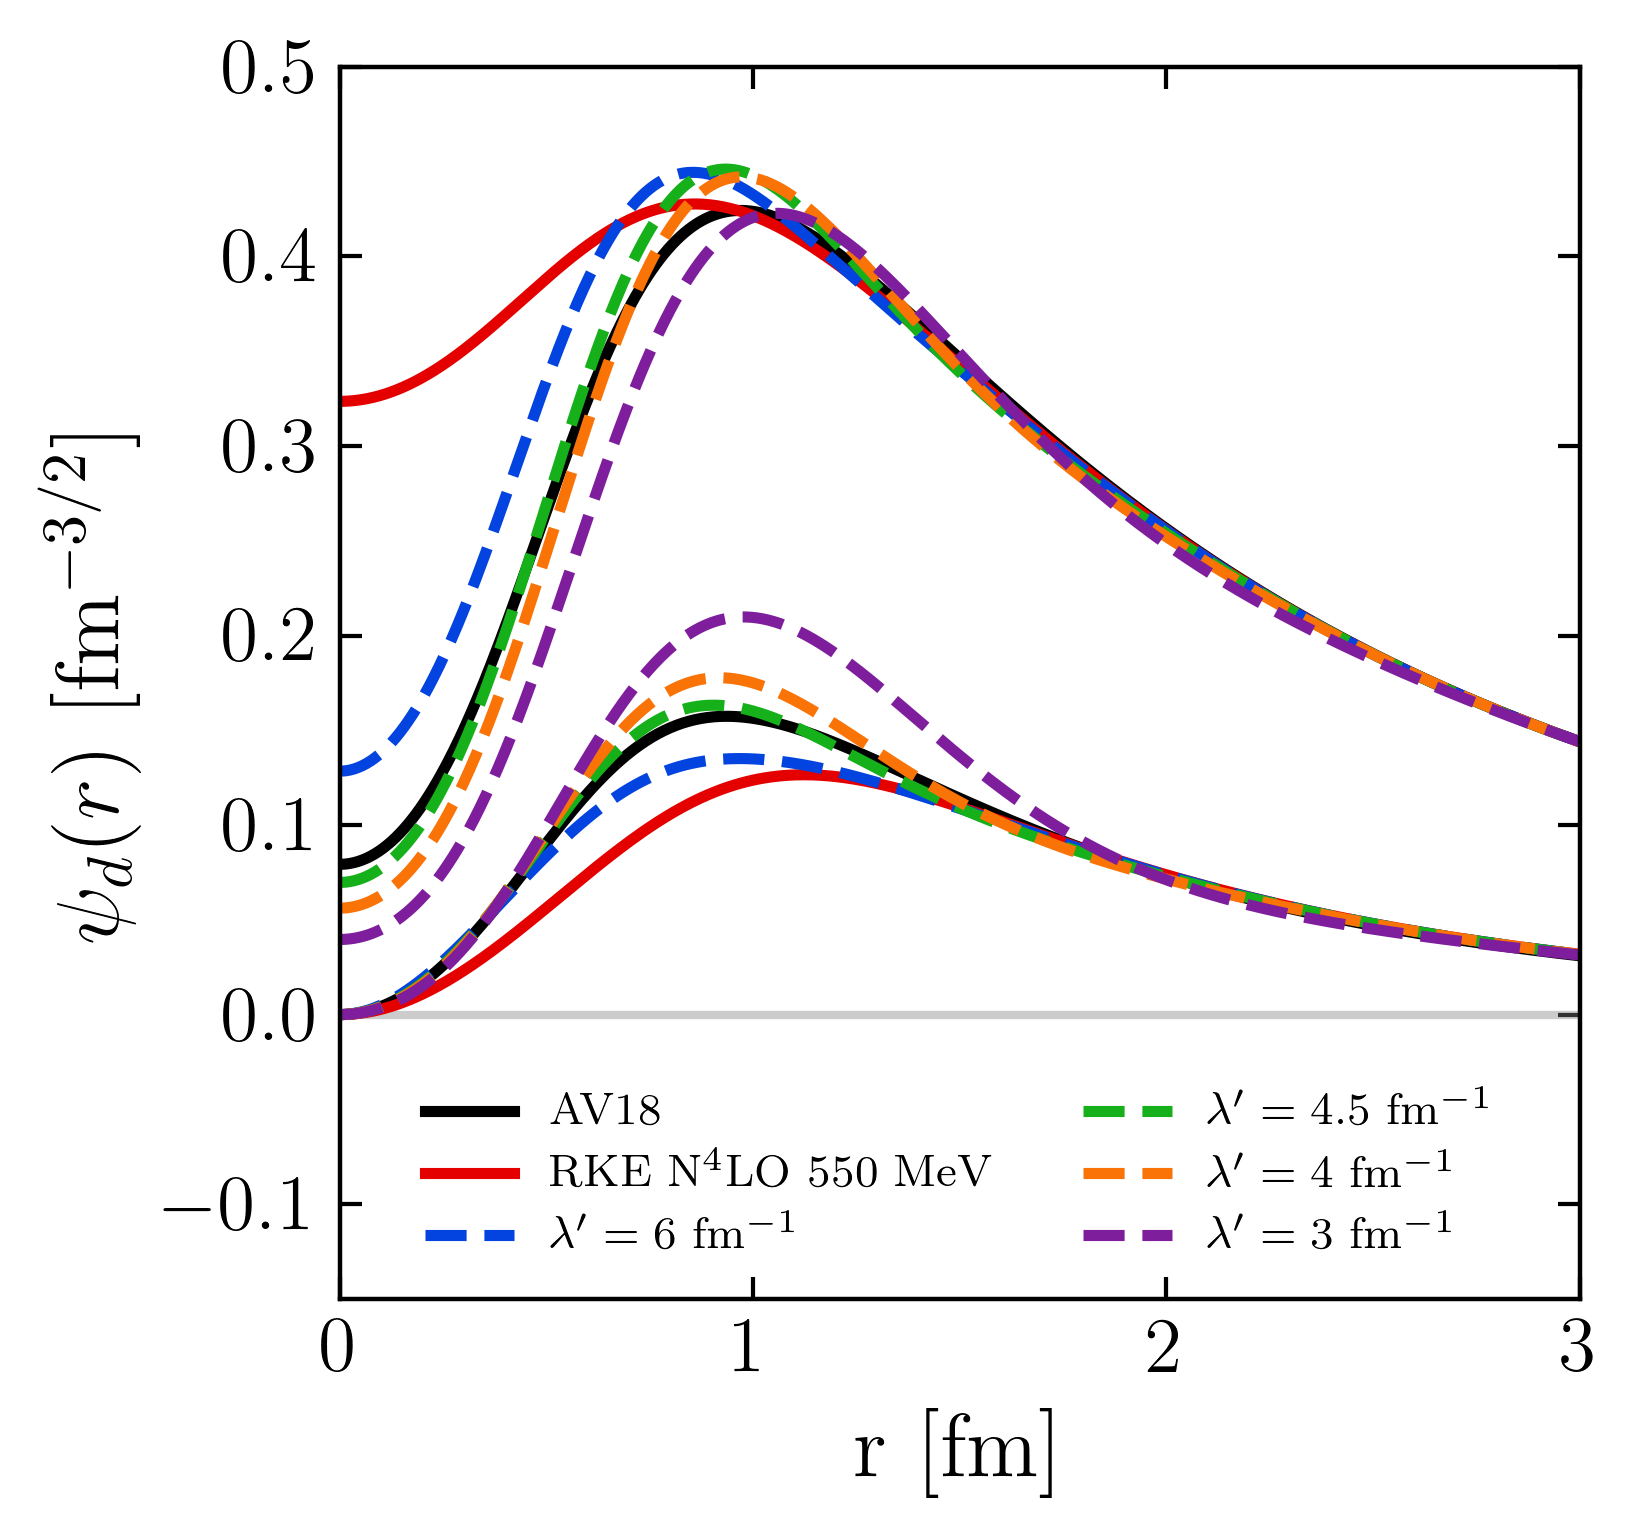 0.5
0.4
0.3
0.2
0.1
0.0
−0.1
ψ_d(r) [fm⁻³/²]
AV18
RKE N⁴LO 550 MeV
λ′ = 6 fm⁻¹
λ′ = 4.5 fm⁻¹
λ′ = 4 fm⁻¹
λ′ = 3 fm⁻¹
0 1 2 3
r [fm]